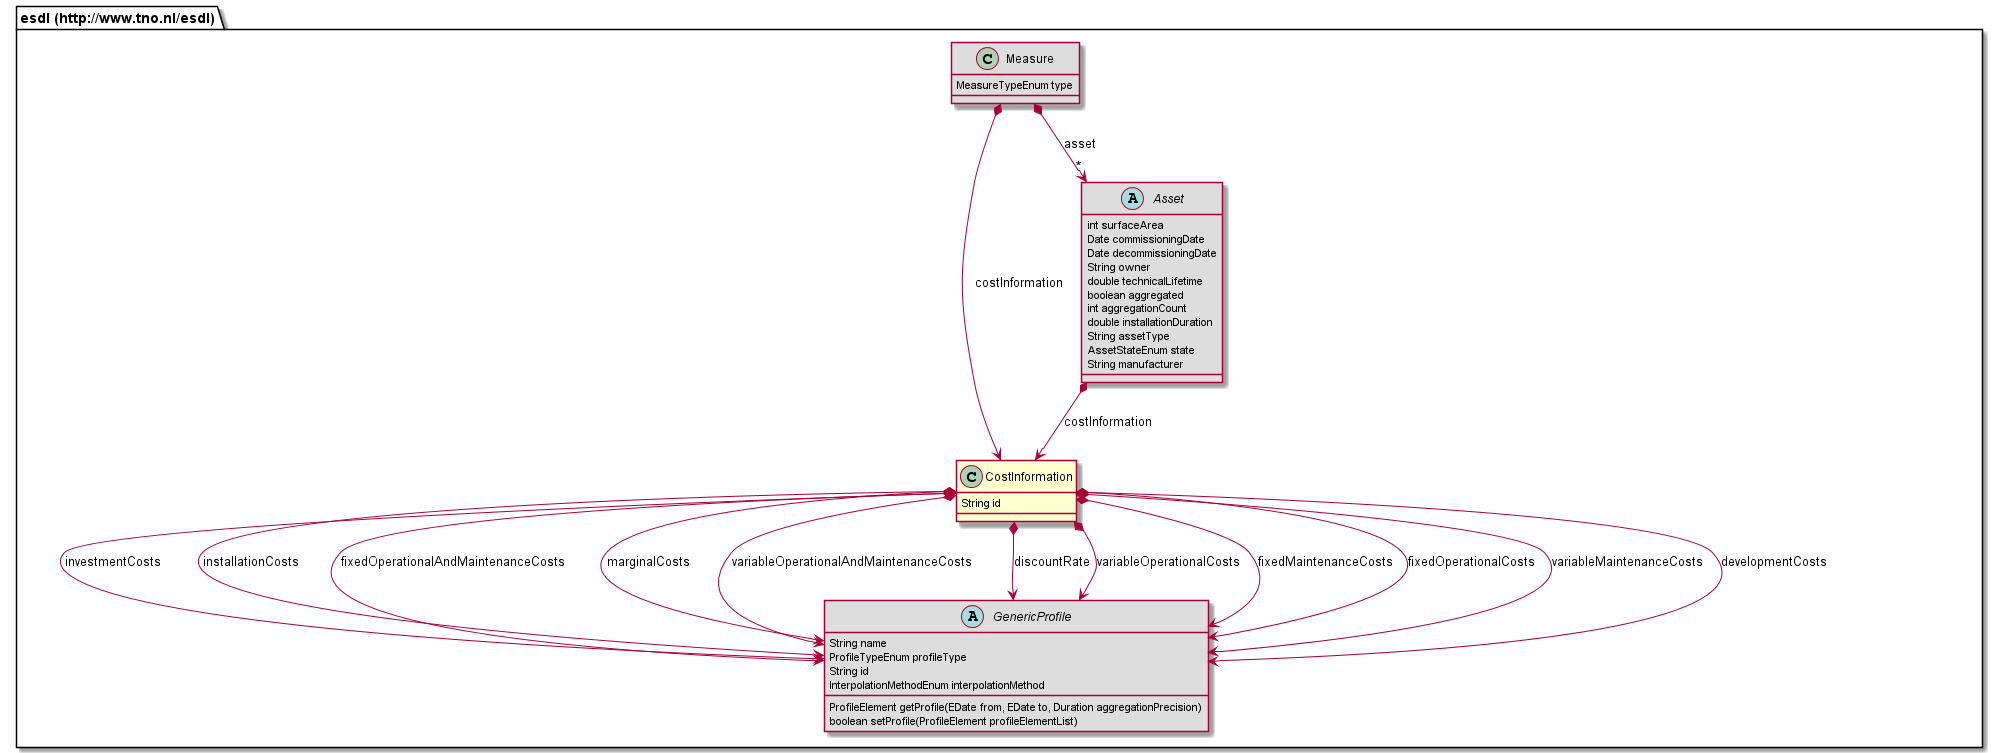 esdl (http://www.tno.nl/esdl)
C Measure
MeasureTypeEnum type
asset
*
A Asset
int surfaceArea
Date commissioningDate
Date decommissioningDate
String owner
double technicalLifetime
boolean aggregated
int aggregationCount
double installationDuration
String assetType
AssetStateEnum state
String manufacturer
costInformation
costInformation
C CostInformation
String id
investmentCosts
installationCosts
fixedOperationalAndMaintenanceCosts
marginalCosts
variableOperationalAndMaintenanceCosts
discountRate
variableOperationalCosts
fixedMaintenanceCosts
fixedOperationalCosts
variableMaintenanceCosts
developmentCosts
A GenericProfile
String name
ProfileTypeEnum profileType
String id
InterpolationMethodEnum interpolationMethod
ProfileElement getProfile(EDate from, EDate to, Duration aggregationPrecision)
boolean setProfile(ProfileElement profileElementList)